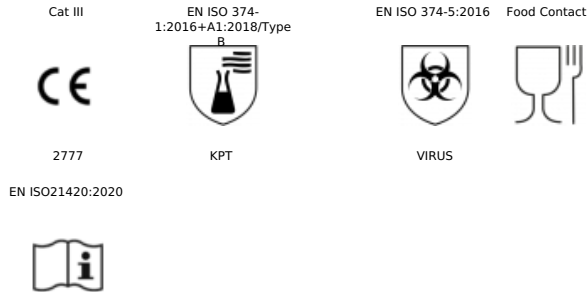 Cat III
EN ISO 374-
1:2016+A1:2018/Type
B
EN ISO 374-5:2016
Food Contact
CE
2777
KPT
VIRUS
EN ISO21420:2020
i